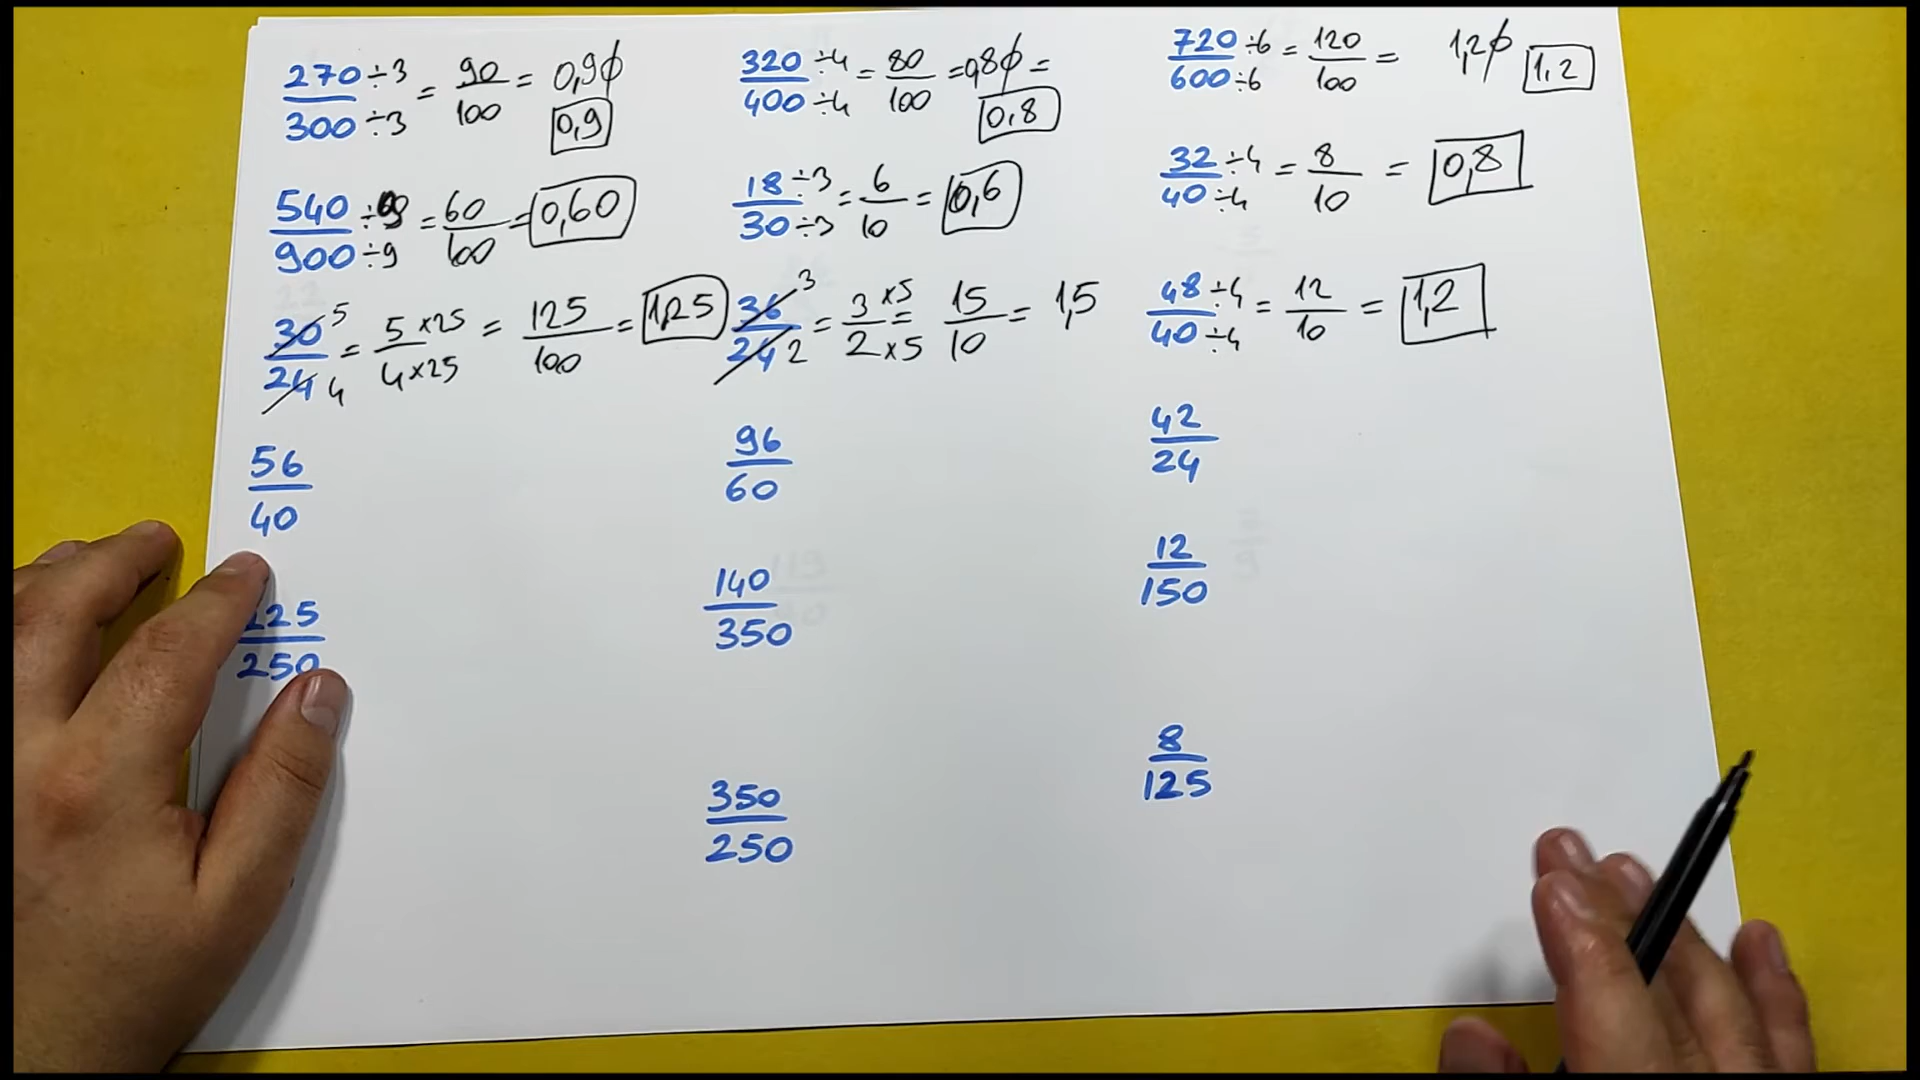 270÷3 / 300÷3 = 90/100 = 0,90
0,9
320÷4 / 400÷4 = 80/100 = 0,80 =
0,8
720÷6 / 600÷6 = 120/100 = 1,20 1,2
540 / 900÷9 = 60/100 = 0,60
18÷3 / 30÷3 = 6/10 = 0,6
32÷4 / 40÷4 = 8/10 = 0,8
30 5 / 24 4 = 5×25 / 4×25 = 125/100 = 1,25
36 3 / 24 2 = 3×5 / 2×5 = 15/10 = 1,5
48÷4 / 40÷4 = 12/10 = 1,2
56/40
96/60
42/24
/250
140/350
12/150
350/250
8/125